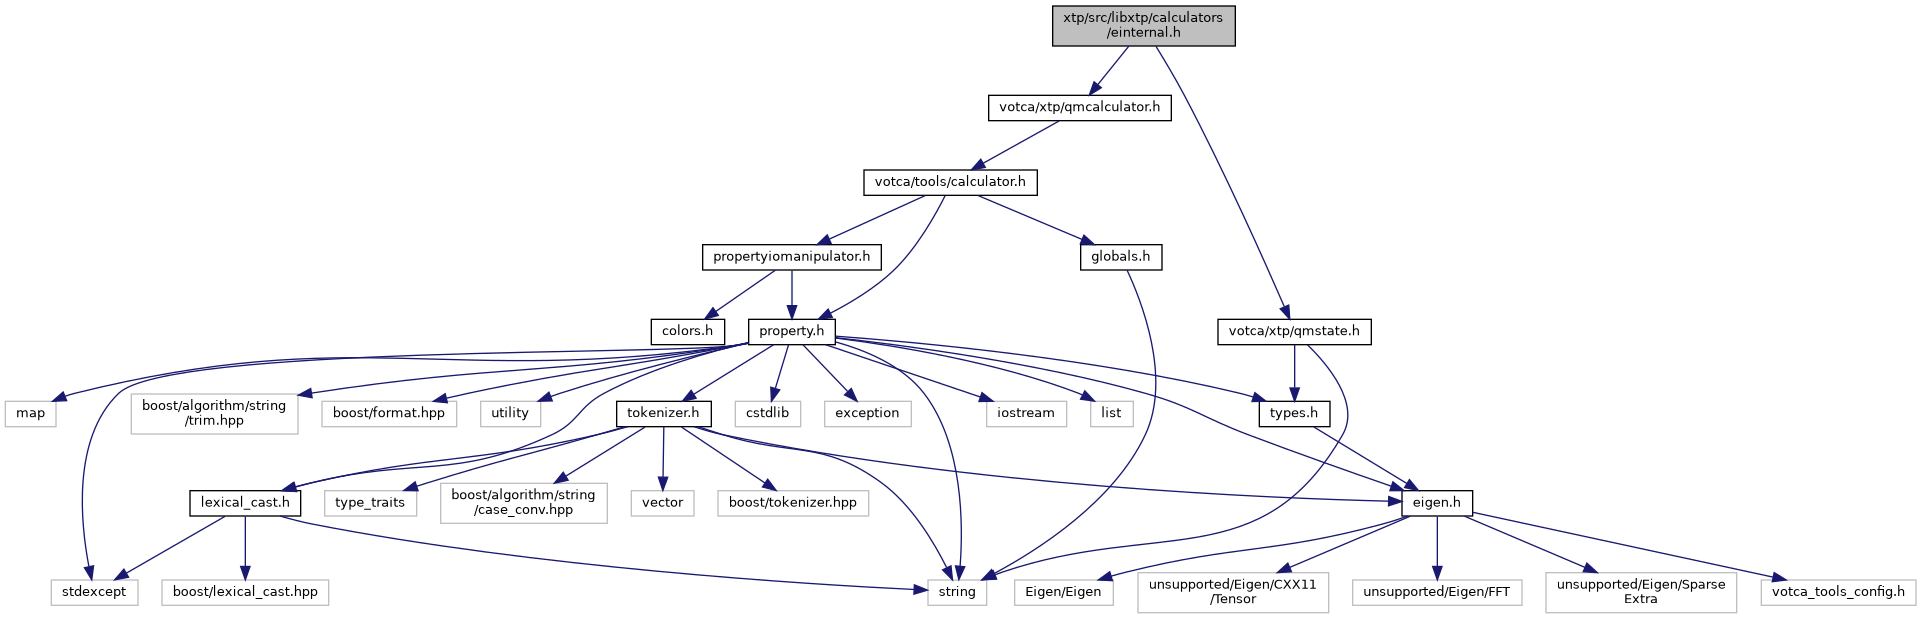 xtp/src/libxtp/calculators
/einternal.h
votca/xtp/qmcalculator.h
votca/tools/calculator.h
propertyiomanipulator.h
globals.h
colors.h
property.h
votca/xtp/qmstate.h
map
boost/algorithm/string
/trim.hpp
boost/format.hpp
utility
tokenizer.h
cstdlib
exception
iostream
list
types.h
lexical_cast.h
type_traits
boost/algorithm/string
/case_conv.hpp
vector
boost/tokenizer.hpp
eigen.h
stdexcept
boost/lexical_cast.hpp
string
Eigen/Eigen
unsupported/Eigen/CXX11
/Tensor
unsupported/Eigen/FFT
unsupported/Eigen/Sparse
Extra
votca_tools_config.h